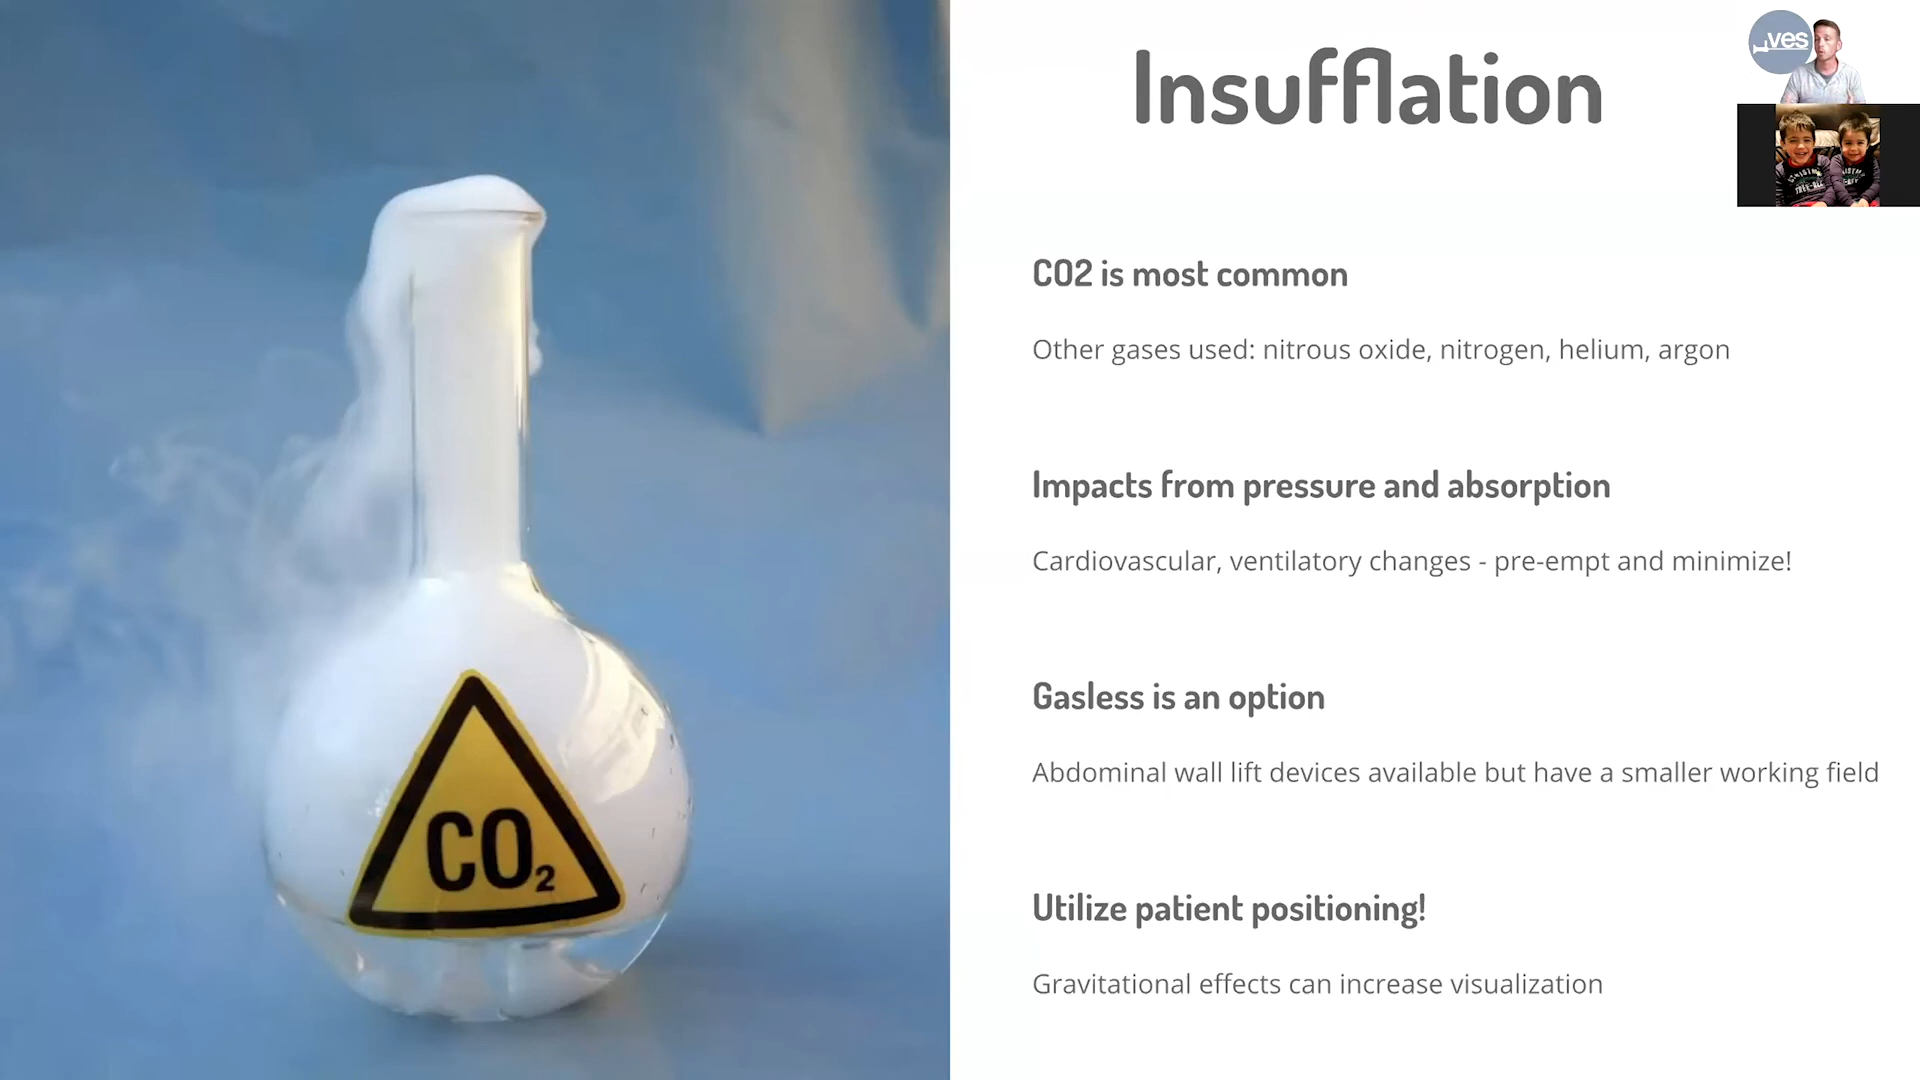 Insufflation
ves
CO2 is most common
Other gases used: nitrous oxide, nitrogen, helium, argon
Impacts from pressure and absorption
Cardiovascular, ventilatory changes - pre-empt and minimize!
Gasless is an option
Abdominal wall lift devices available but have a smaller working field
Utilize patient positioning!
Gravitational effects can increase visualization
CO₂